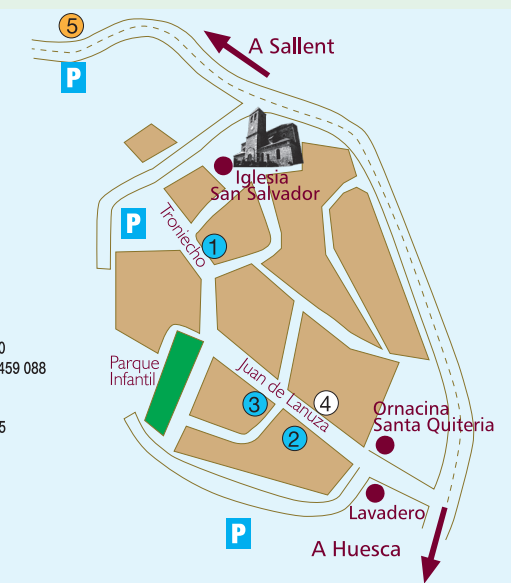 5
A Sallent
P
Iglesia
San Salvador
P
Troniecho
1
0
459 088
Parque
Infantil
5
Juan de Lanuza
3
4
2
Ornacina
Santa Quiteria
Lavadero
P
A Huesca